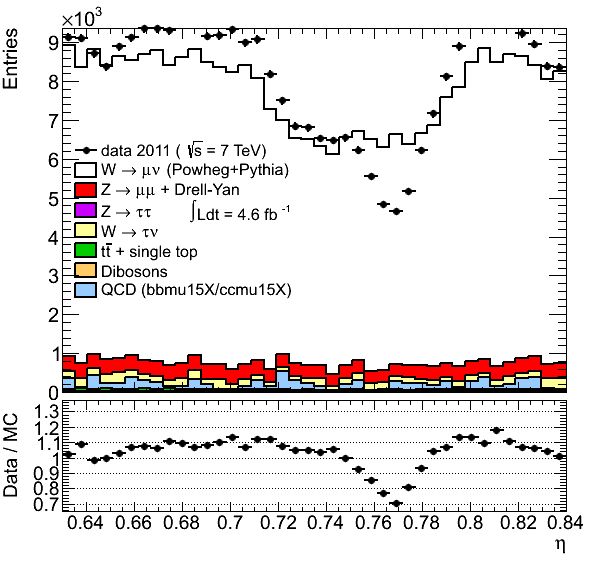 ×10³
Entries
9
8
7
6
5
4
3
2
1
0
data 2011 ( √s = 7 TeV)
W → μν (Powheg+Pythia)
Z → μμ + Drell-Yan
Z → ττ ∫Ldt = 4.6 fb⁻¹
W → τν
tt̅ + single top
Dibosons
QCD (bbmu15X/ccmu15X)
Data / MC
1.3
1.2
1.1
1
0.9
0.8
0.7
0.64 0.66 0.68 0.7 0.72 0.74 0.76 0.78 0.8 0.82 0.84
η